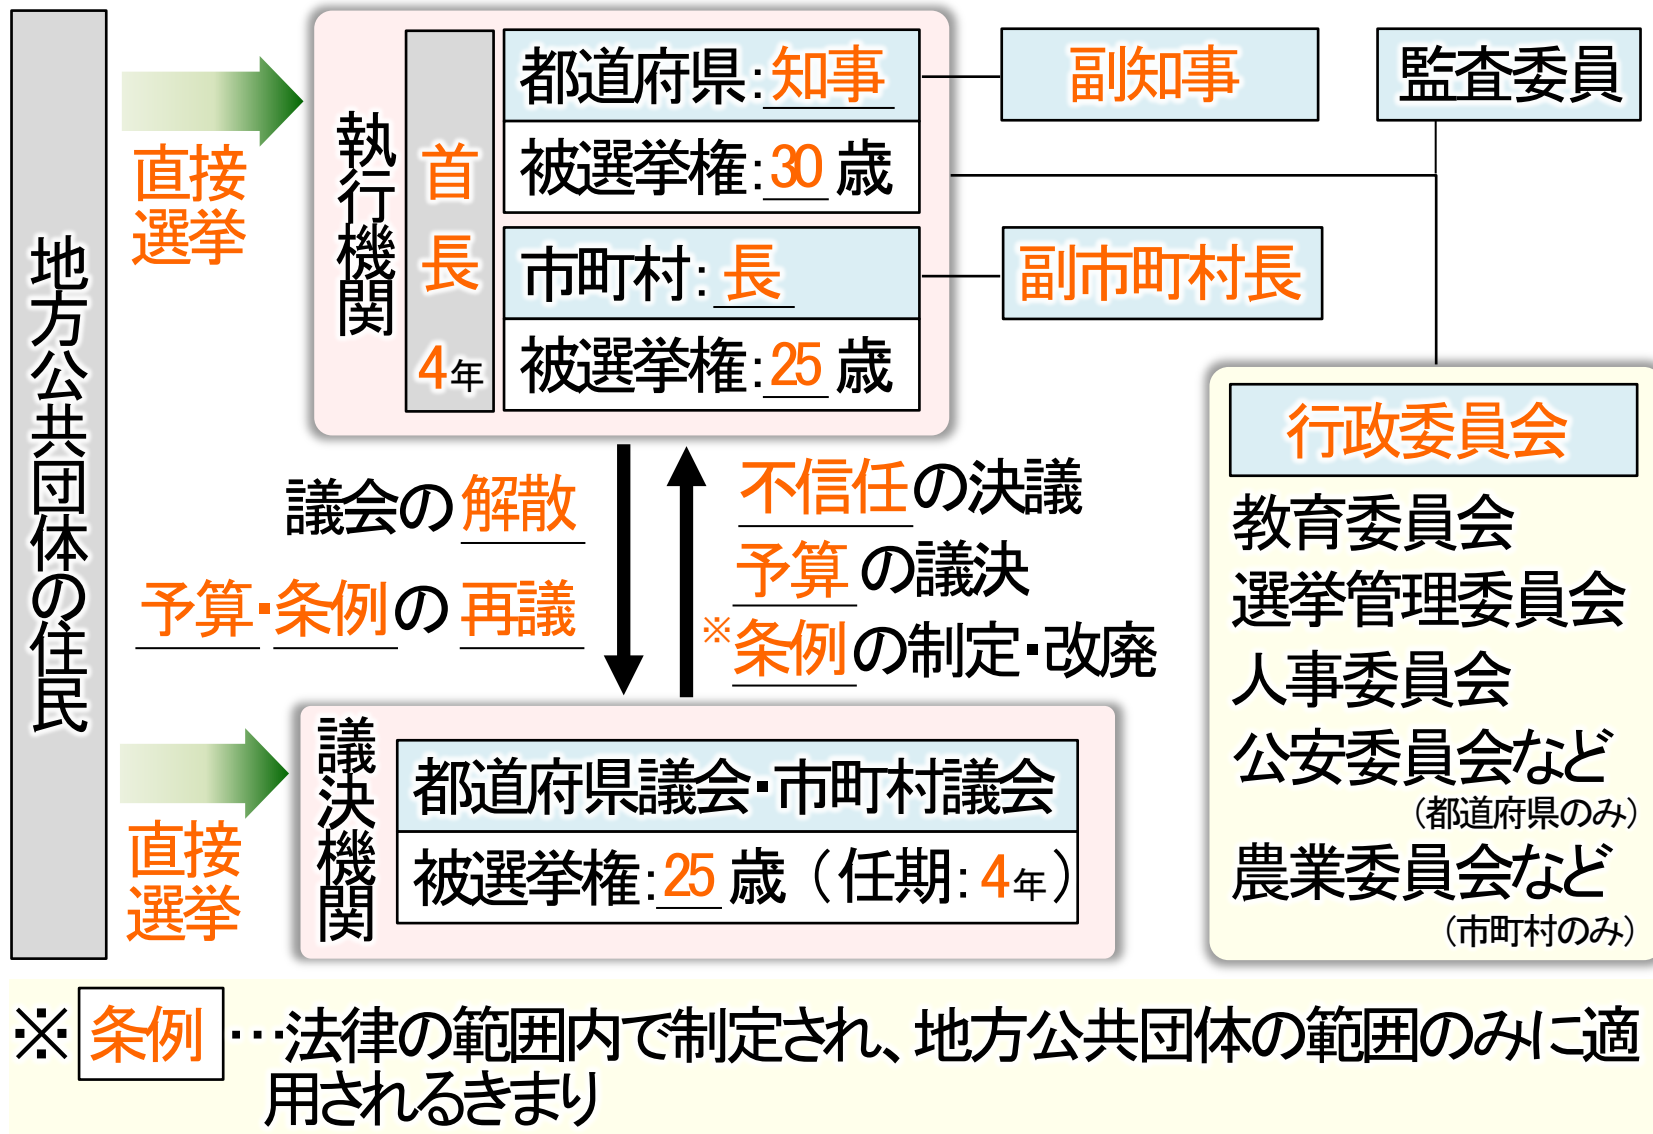 地方公共団体の住民
直接
選挙
執行機関
首長
4年
都道府県:知事
被選挙権:30歳
市町村:長
被選挙権:25歳
副知事
副市町村長
監査委員
行政委員会
教育委員会
選挙管理委員会
人事委員会
公安委員会など
(都道府県のみ)
農業委員会など
(市町村のみ)
議会の解散
予算・条例の再議
不信任の決議
予算の議決
※条例の制定・改廃
直接
選挙
議決機関
都道府県議会・市町村議会
被選挙権:25歳(任期:4年)
※条例…法律の範囲内で制定され、地方公共団体の範囲のみに適
用されるきまり